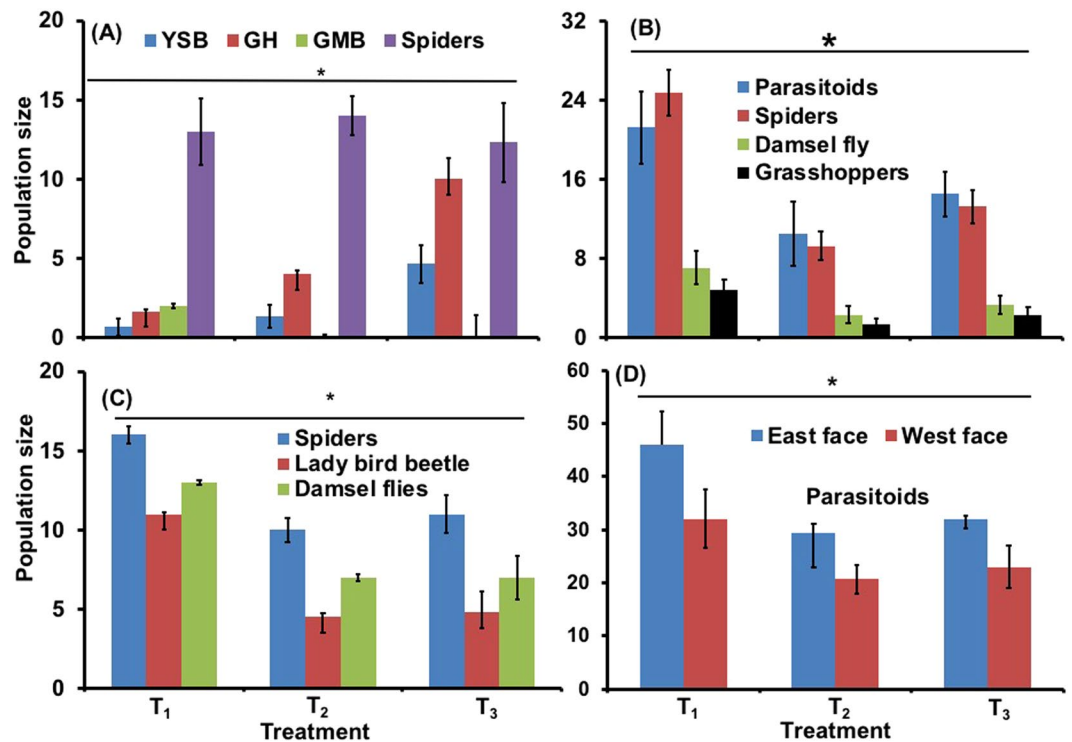 (A)
YSB GH GMB Spiders
*
Population size
20
15
10
5
0
(B)
*
Parasitoids
Spiders
Damsel fly
Grasshoppers
32
24
16
8
0
(C)
*
Spiders
Lady bird beetle
Damsel flies
Population size
20
15
10
5
0
T1 T2 T3
Treatment
(D)
*
East face West face
Parasitoids
60
50
40
30
20
10
0
T1 T2 T3
Treatment